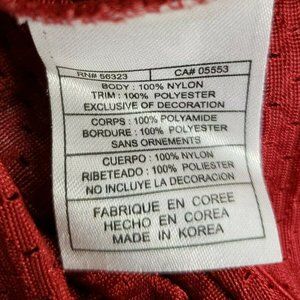 RN# 56323 CA# 05553
BODY : 100% NYLON
TRIM : 100% POLYESTER
EXCLUSIVE OF DECORATION
CORPS : 100% POLYAMIDE
BORDURE : 100% POLYESTER
SANS ORNEMENTS
CUERPO : 100% NYLON
RIBETEADO : 100% POLIESTER
NO INCLUYE LA DECORACION
FABRIQUE EN COREE
HECHO EN COREA
MADE IN KOREA